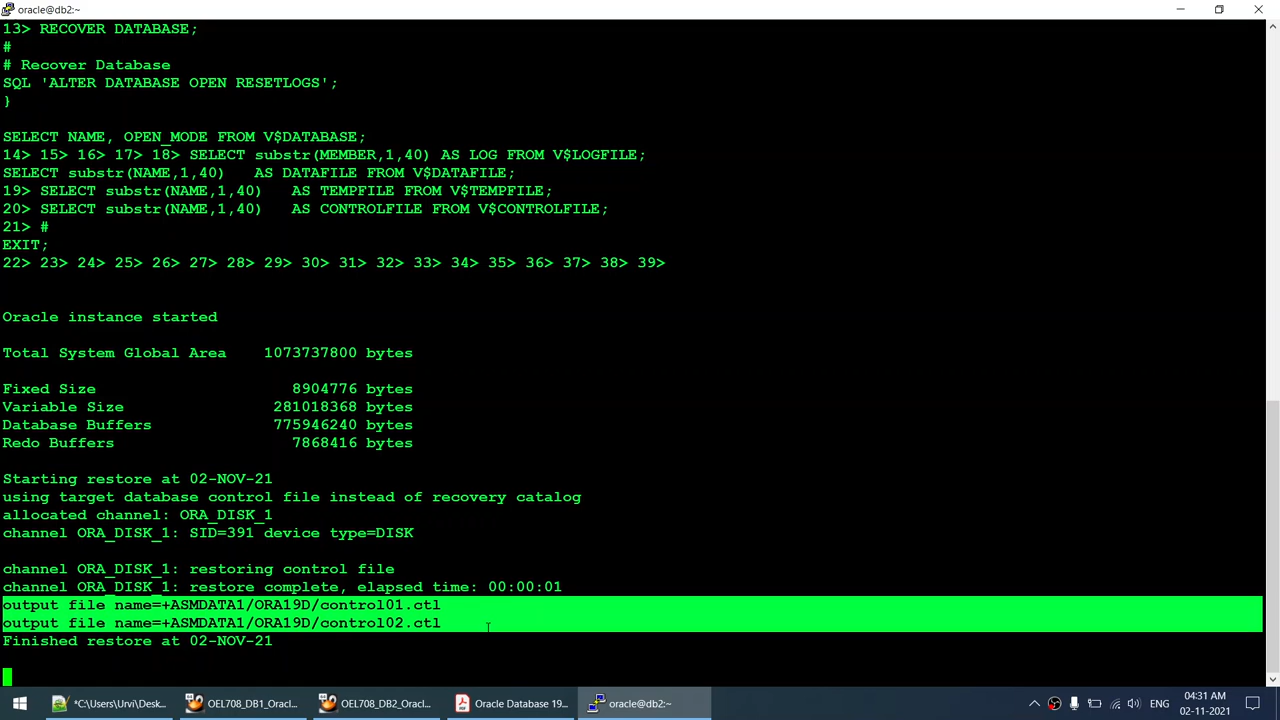 oracle@db2:~
13> RECOVER DATABASE;
#
# Recover Database
SQL 'ALTER DATABASE OPEN RESETLOGS';
}
SELECT NAME, OPEN_MODE FROM V$DATABASE;
14> 15> 16> 17> 18> SELECT substr(MEMBER,1,40) AS LOG FROM V$LOGFILE;
SELECT substr(NAME,1,40)   AS DATAFILE FROM V$DATAFILE;
19> SELECT substr(NAME,1,40)   AS TEMPFILE FROM V$TEMPFILE;
20> SELECT substr(NAME,1,40)   AS CONTROLFILE FROM V$CONTROLFILE;
21> #
EXIT;
22> 23> 24> 25> 26> 27> 28> 29> 30> 31> 32> 33> 34> 35> 36> 37> 38> 39>
Oracle instance started
Total System Global Area    1073737800 bytes
Fixed Size                     8904776 bytes
Variable Size                281018368 bytes
Database Buffers             775946240 bytes
Redo Buffers                   7868416 bytes
Starting restore at 02-NOV-21
using target database control file instead of recovery catalog
allocated channel: ORA_DISK_1
channel ORA_DISK_1: SID=391 device type=DISK
channel ORA_DISK_1: restoring control file
channel ORA_DISK_1: restore complete, elapsed time: 00:00:01
output file name=+ASMDATA1/ORA19D/control01.ctl
output file name=+ASMDATA1/ORA19D/control02.ctl
Finished restore at 02-NOV-21
*C:\Users\Urvi\Desk... OEL708_DB1_Oracl... OEL708_DB2_Oracl... Oracle Database 19... oracle@db2:~ ENG 04:31 AM
02-11-2021